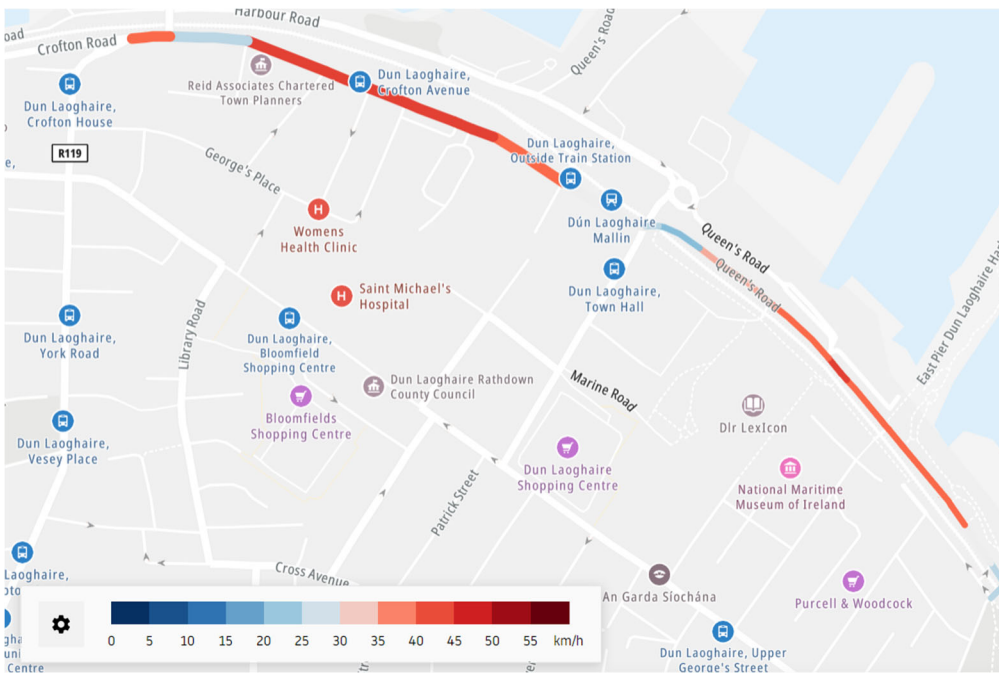 Harbour Road
oad
Crofton Road
Queen's Road
Reid Associates Chartered
Town Planners
Dun Laoghaire,
Crofton Avenue
Dun Laoghaire,
Crofton House
R119
e,
George's Place
Dun Laoghaire,
Outside Train Station
Womens
Health Clinic
Dún Laoghaire
Mallin
Queen's Road
Queen's Road
Saint Michael's
Hospital
Dun Laoghaire,
Town Hall
East Pier Dun Laoghaire Ha
Library Road
Dun Laoghaire,
York Road
Dun Laoghaire,
Bloomfield
Shopping Centre
Dun Laoghaire Rathdown
County Council
Marine Road
Bloomfields
Shopping Centre
Dlr LexIcon
Dun Laoghaire,
Vesey Place
Dun Laoghaire
Shopping Centre
National Maritime
Museum of Ireland
Patrick Street
Cross Avenue
Laoghaire,
An Garda Síochána
Purcell & Woodcock
0 5 10 15 20 25 30 35 40 45 50 55 km/h
Centre
Dun Laoghaire, Upper
George's Street